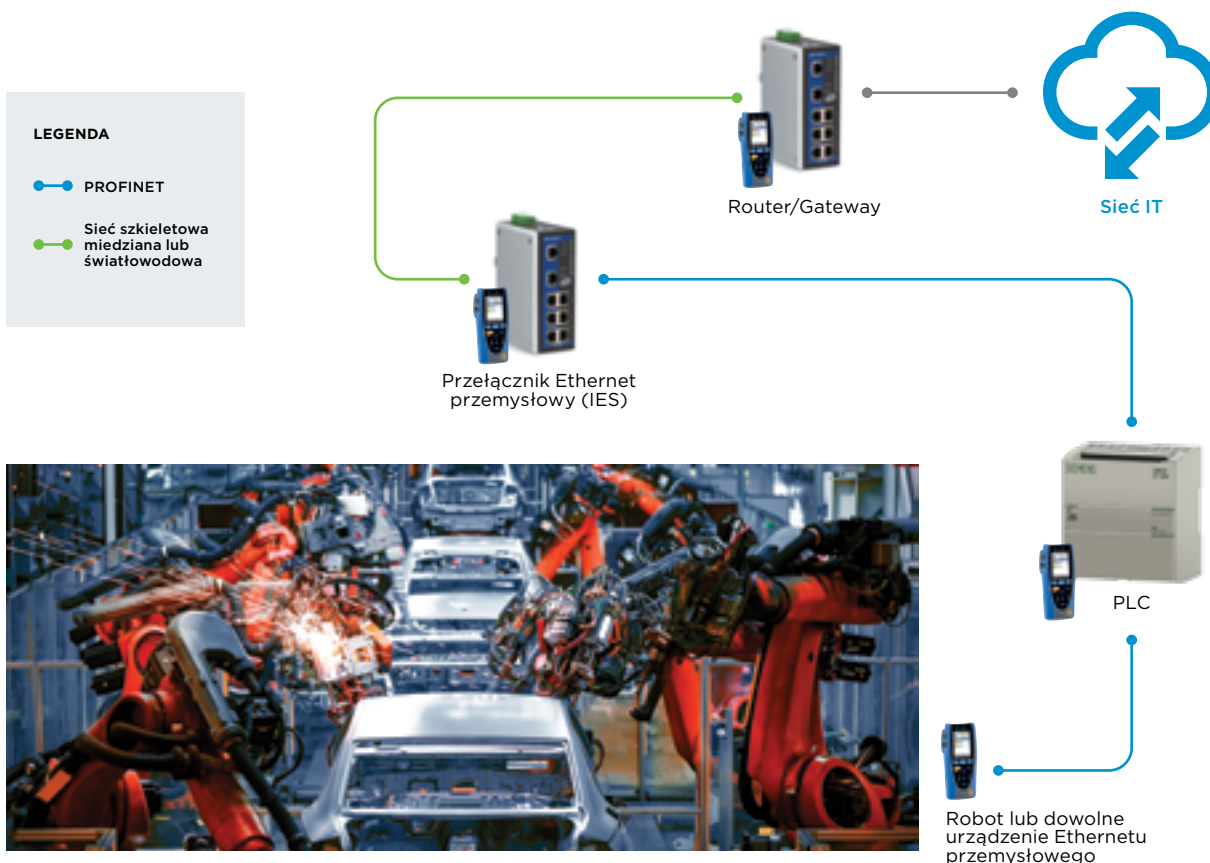 LEGENDA
PROFINET
Sieć szkieletowa
miedziana lub
światłowodowa
Router/Gateway
Sieć IT
Przełącznik Ethernet
przemysłowy (IES)
SIEMENS
PLC
Robot lub dowolne
urządzenie Ethernetu
przemysłowego